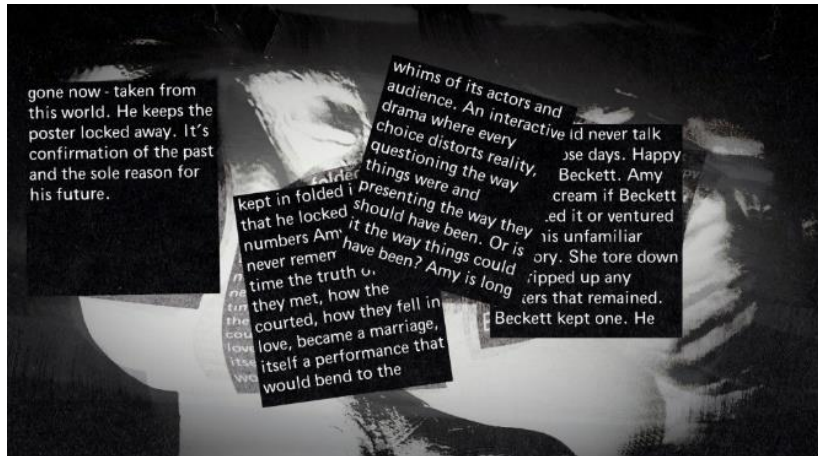 gone now - taken from
this world. He keeps the
poster locked away. It's
confirmation of the past
and the sole reason for
his future.
kept in folded
that he locked
numbers Amy
never remem
time the truth
they met, how the
courted, how they fell in
love, became a marriage,
itself a performance that
would bend to the
whims of its actors and
audience. An interactive
drama where every
choice distorts reality,
questioning the way
things were and
presenting the way they
should have been. Or is
it the way things could
have been? Amy is long
never talk
days. Happy
Beckett. Amy
cream if Beckett
it or ventured
his unfamiliar
ory. She tore down
ripped up any
that remained.
Beckett kept one. He